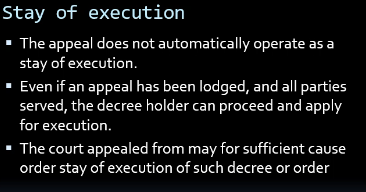 Stay of execution
▪ The appeal does not automatically operate as a
stay of execution.
▪ Even if an appeal has been lodged, and all parties
served, the decree holder can proceed and apply
for execution.
▪ The court appealed from may for sufficient cause
order stay of execution of such decree or order